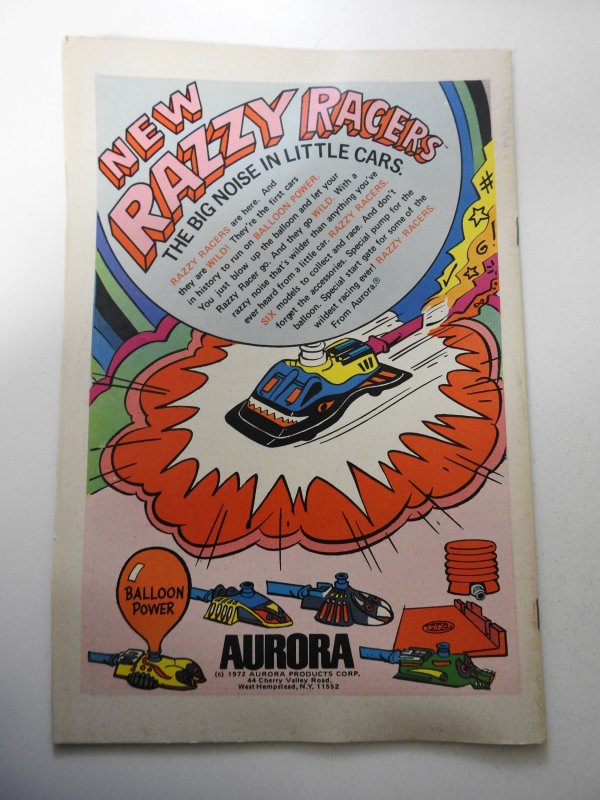 NEW
RAZZY RACERS™
THE BIG NOISE IN LITTLE CARS.
RAZZY RACERS are here. And
they are WILD! They're the first cars
in history to run on BALLOON POWER.
You just blow up the balloon and let your
Razzy Racer go. And they go WILD. With a
razzy noise that's wilder than anything you've
ever heard from a little car. RAZZY RACERS.
SIX models to collect and race. And don't
forget the accessories. Special pump for the
balloon. Special start gate for some of the
wildest racing ever! RAZZY RACERS.
From Aurora.®
#
G!
BALLOON
POWER
AURORA
(c) 1972 AURORA PRODUCTS CORP.
44 Cherry Valley Road,
West Hempstead, N.Y. 11552